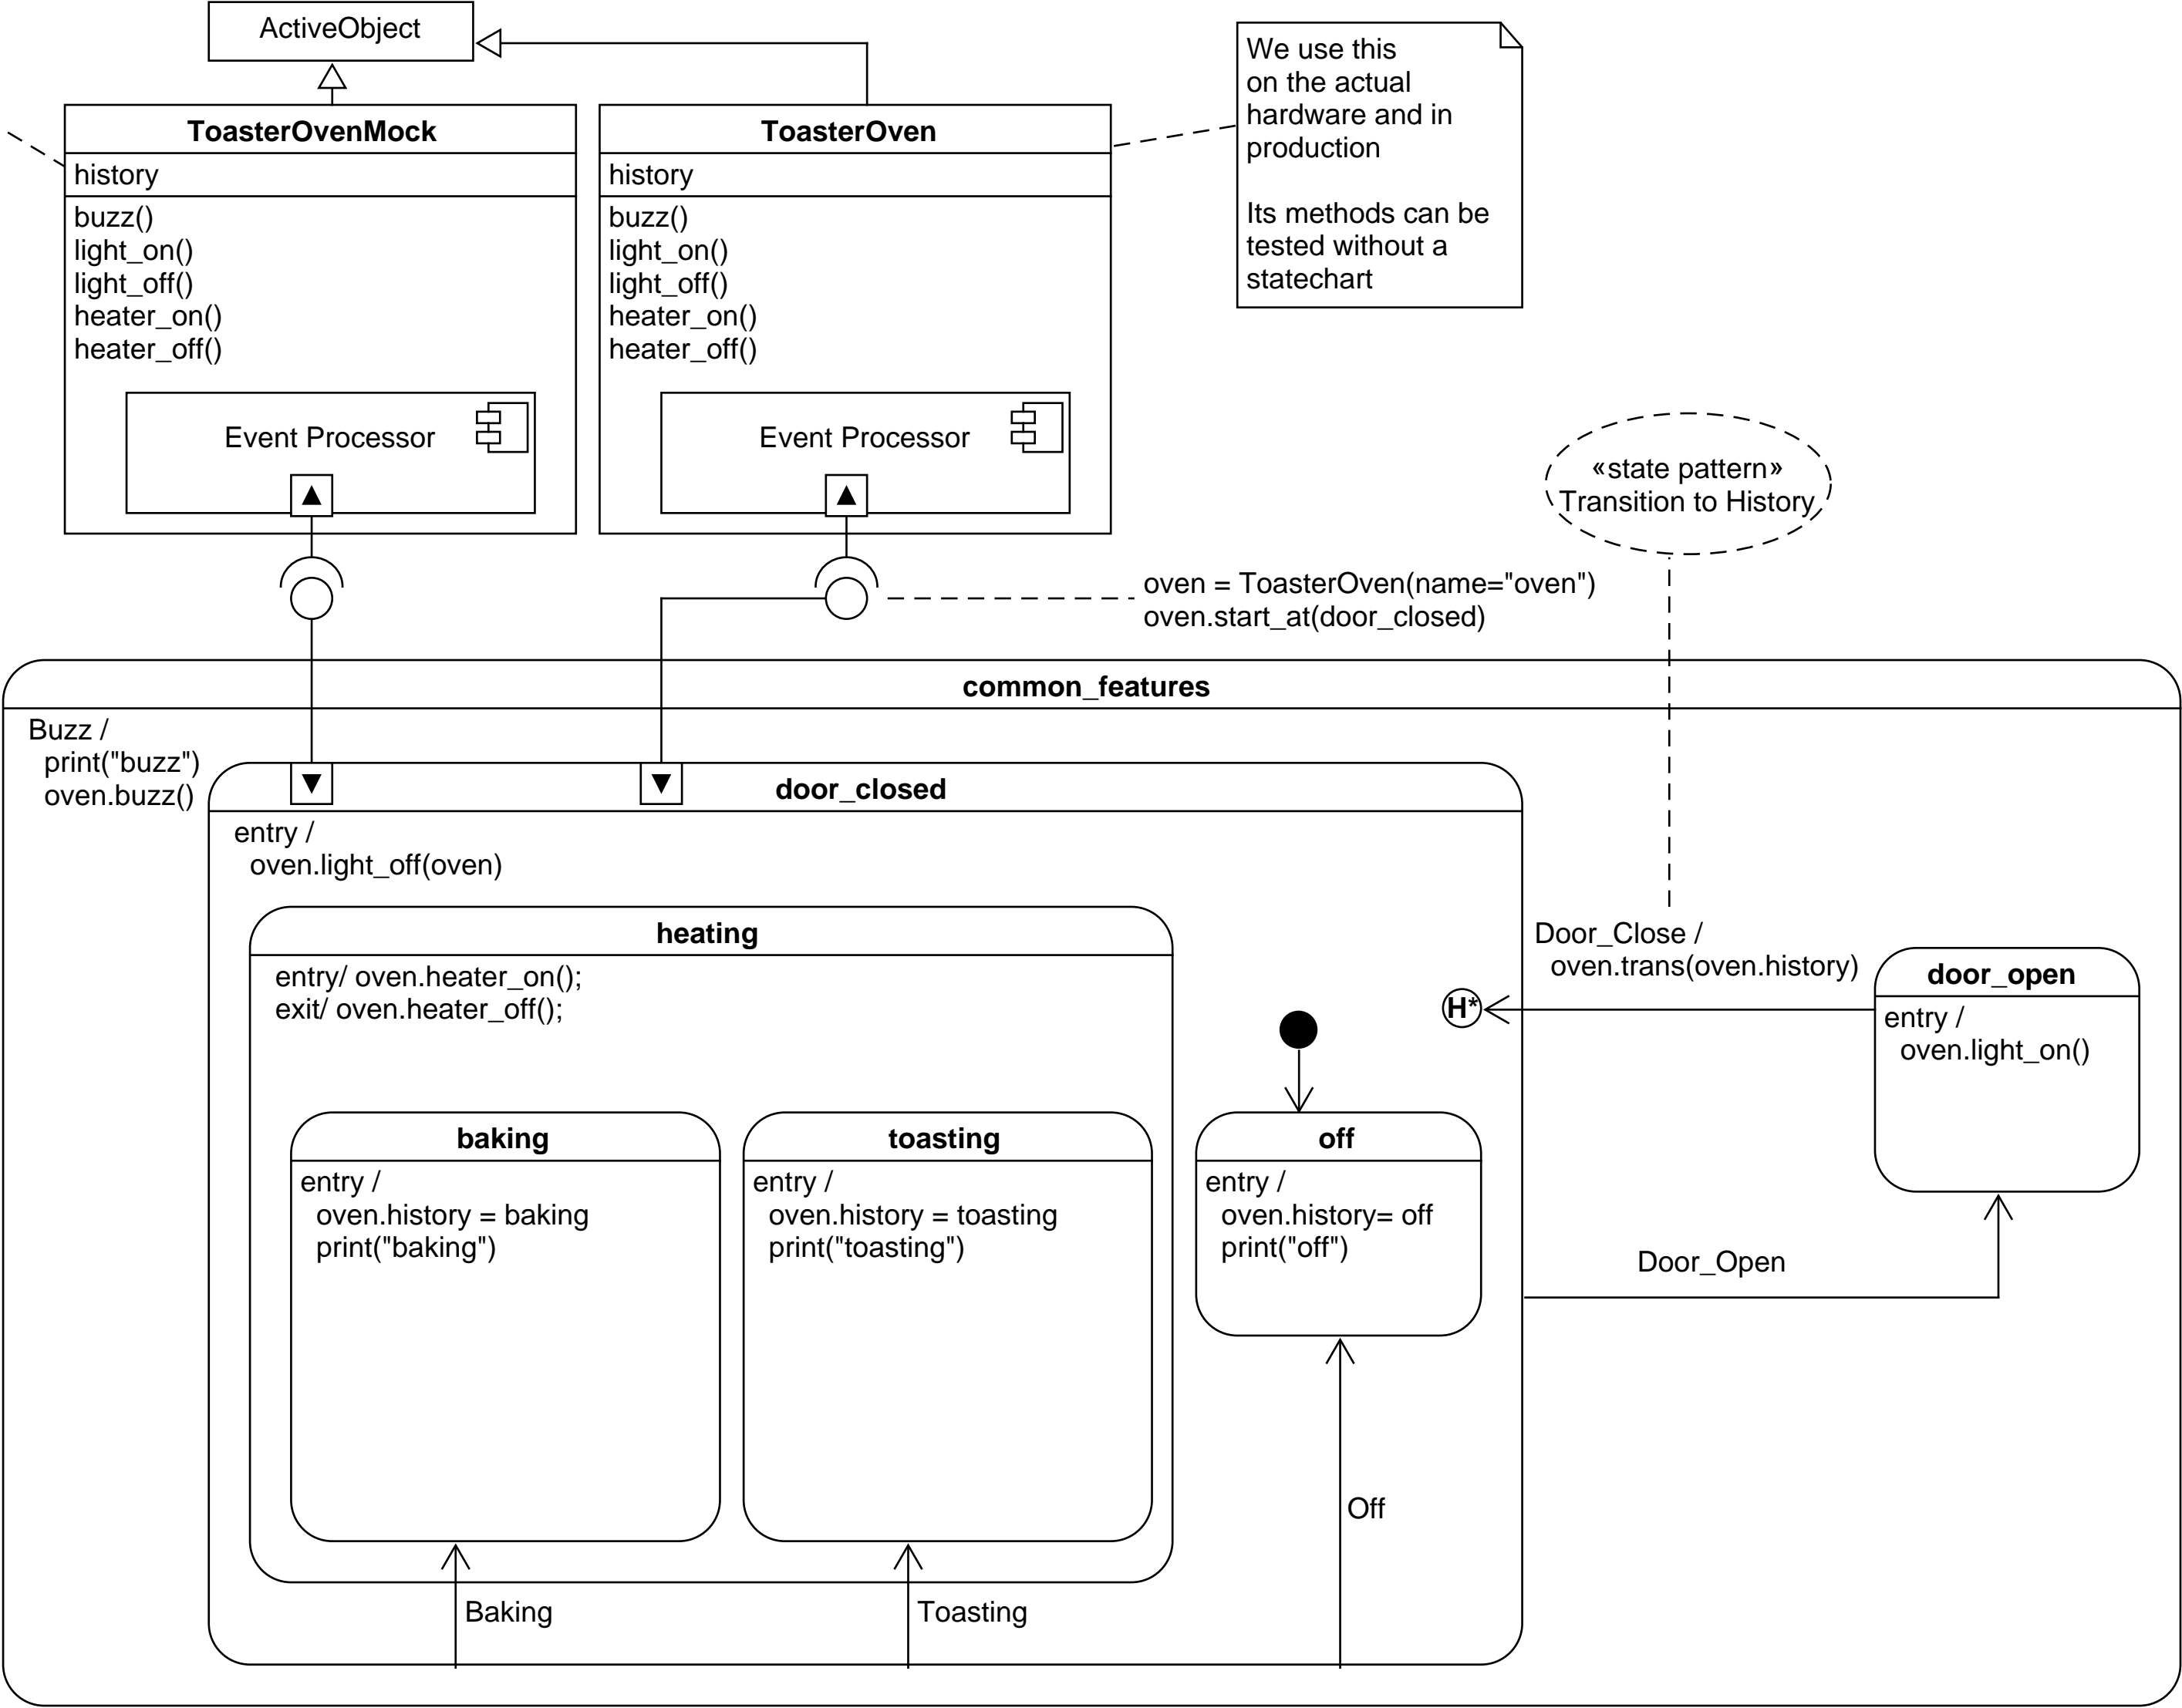 ActiveObject
ToasterOvenMock
history
buzz()
light_on()
light_off()
heater_on()
heater_off()
Event Processor
ToasterOven
history
buzz()
light_on()
light_off()
heater_on()
heater_off()
Event Processor
We use this
on the actual
hardware and in
production
Its methods can be
tested without a
statechart
«state pattern»
Transition to History
oven = ToasterOven(name="oven")
oven.start_at(door_closed)
common_features
Buzz /
print("buzz")
oven.buzz()
door_closed
entry /
oven.light_off(oven)
heating
entry/ oven.heater_on();
exit/ oven.heater_off();
baking
entry /
oven.history = baking
print("baking")
toasting
entry /
oven.history = toasting
print("toasting")
off
entry /
oven.history= off
print("off")
H*
Door_Close /
oven.trans(oven.history)
door_open
entry /
oven.light_on()
Door_Open
Off
Baking
Toasting